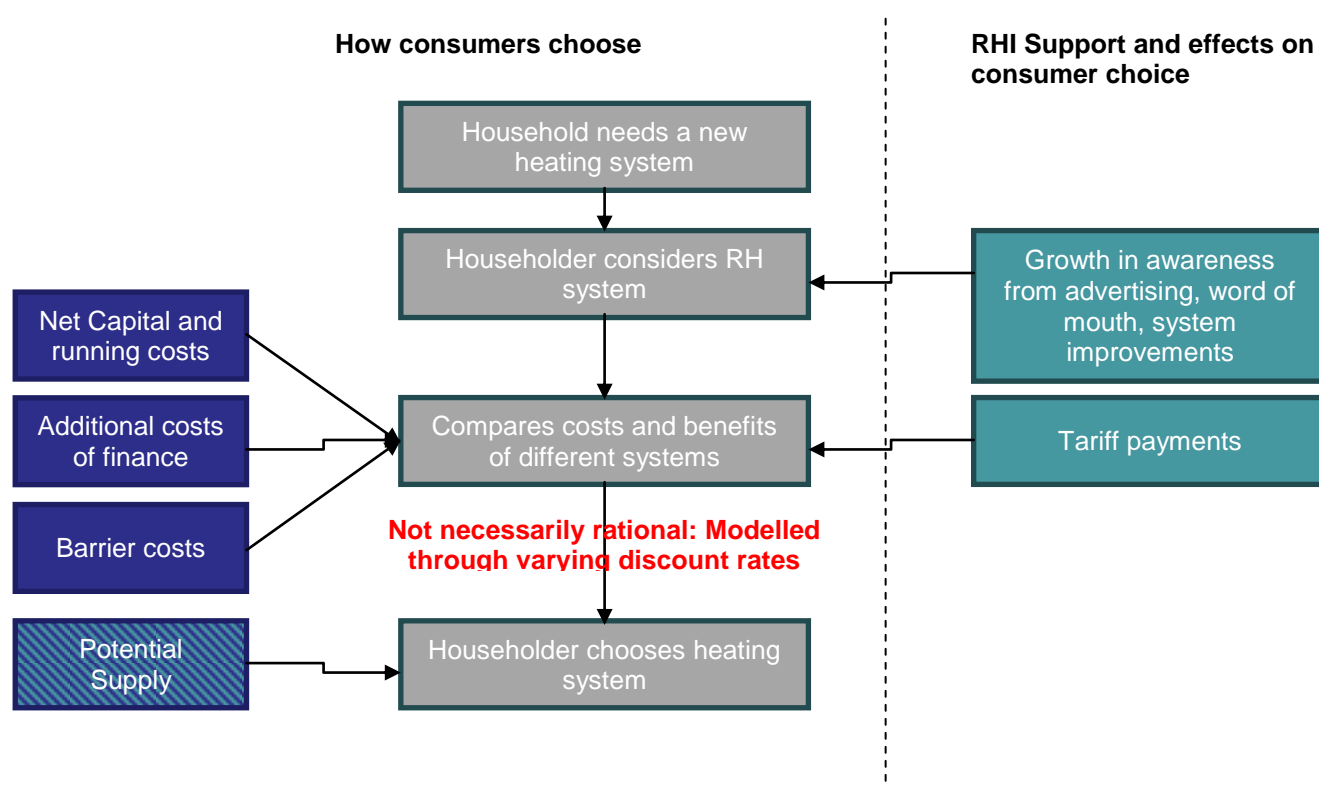 How consumers choose
RHI Support and effects on
consumer choice
Household needs a new
heating system
Householder considers RH
system
Growth in awareness
from advertising, word of
mouth, system
improvements
Net Capital and
running costs
Additional costs
of finance
Compares costs and benefits
of different systems
Tariff payments
Barrier costs
Not necessarily rational: Modelled
through varying discount rates
Potential
Supply
Householder chooses heating
system